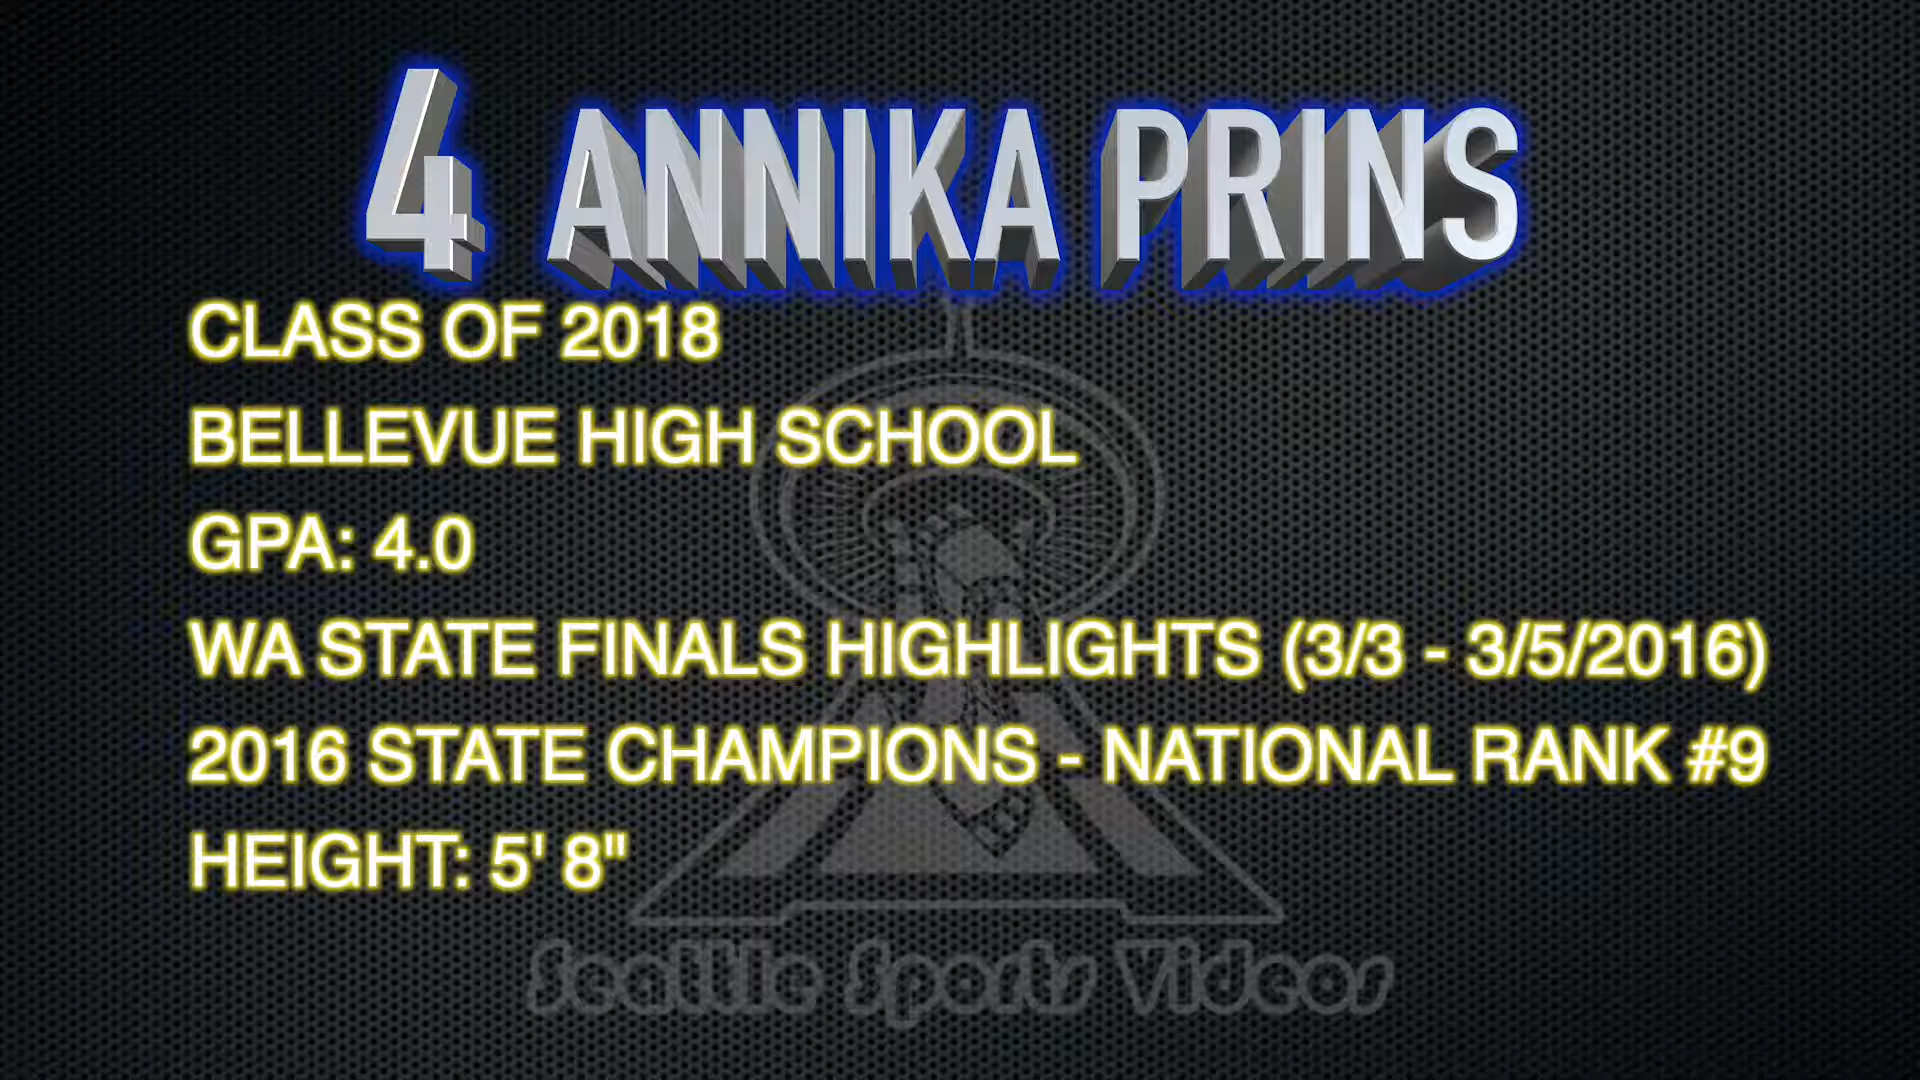 4 ANNIKA PRINS
CLASS OF 2018
BELLEVUE HIGH SCHOOL
GPA: 4.0
WA STATE FINALS HIGHLIGHTS (3/3 - 3/5/2016)
2016 STATE CHAMPIONS - NATIONAL RANK #9
HEIGHT: 5' 8"
Seattle Sports Videos